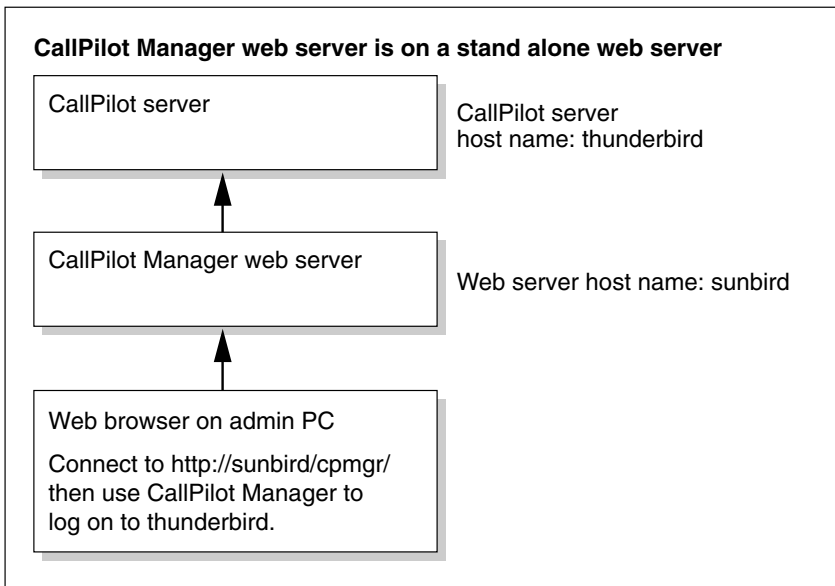 CallPilot Manager web server is on a stand alone web server
CallPilot server
CallPilot server
host name: thunderbird
CallPilot Manager web server
Web server host name: sunbird
Web browser on admin PC
Connect to http://sunbird/cpmgr/
then use CallPilot Manager to
log on to thunderbird.